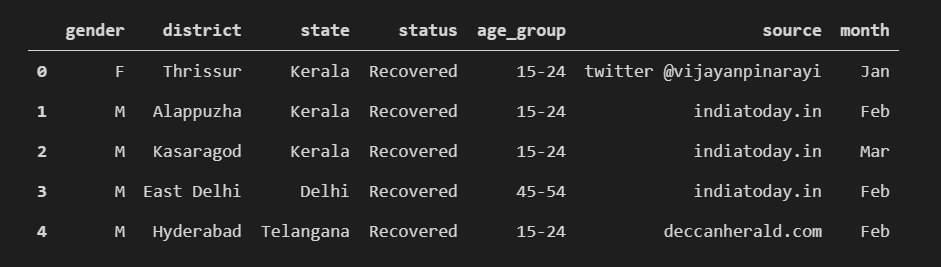 gender district state status age_group source month
0 F Thrissur Kerala Recovered 15-24 twitter @vijayanpinarayi Jan
1 M Alappuzha Kerala Recovered 15-24 indiatoday.in Feb
2 M Kasaragod Kerala Recovered 15-24 indiatoday.in Mar
3 M East Delhi Delhi Recovered 45-54 indiatoday.in Feb
4 M Hyderabad Telangana Recovered 15-24 deccanherald.com Feb